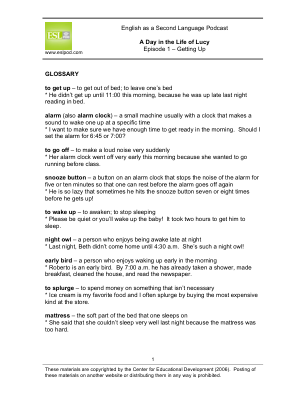 English as a Second Language Podcast
A Day in the Life of Lucy
Episode 1 – Getting Up
ESL
www.eslpod.com
GLOSSARY
to get up – to get out of bed; to leave one's bed
* He didn't get up until 11:00 this morning, because he was up late last night
reading in bed.
alarm (also alarm clock) – a small machine usually with a clock that makes a
sound to wake one up at a specific time
* I want to make sure we have enough time to get ready in the morning.  Should I
set the alarm for 6:45 or 7:00?
to go off – to make a loud noise very suddenly
* Her alarm clock went off very early this morning because she wanted to go
running before class.
snooze button – a button on an alarm clock that stops the noise of the alarm for
five or ten minutes so that one can rest before the alarm goes off again
* He is so lazy that sometimes he hits the snooze button seven or eight times
before he gets up!
to wake up – to awaken; to stop sleeping
* Please be quiet or you'll wake up the baby!  It took two hours to get him to
sleep.
night owl – a person who enjoys being awake late at night
* Last night, Beth didn't come home until 4:30 a.m.  She's such a night owl!
early bird – a person who enjoys waking up early in the morning
* Roberto is an early bird.  By 7:00 a.m. he has already taken a shower, made
breakfast, cleaned the house, and read the newspaper.
to splurge – to spend money on something that isn't necessary
* Ice cream is my favorite food and I often splurge by buying the most expensive
kind at the store.
mattress – the soft part of the bed that one sleeps on
* She said that she couldn't sleep very well last night because the mattress was
too hard.
1
These materials are copyrighted by the Center for Educational Development (2006).  Posting of
these materials on another website or distributing them in any way is prohibited.